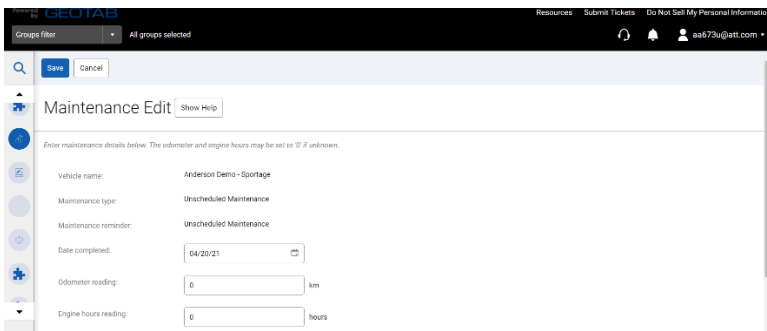 Powered by GEOTAB
Resources Submit Tickets Do Not Sell My Personal Informatio
Groups filter All groups selected aa673u@att.com
Save Cancel
Maintenance Edit Show Help
Enter maintenance details below. The odometer and engine hours may be set to '0' if unknown.
Vehicle name: Anderson Demo - Sportage
Maintenance type: Unscheduled Maintenance
Maintenance reminder: Unscheduled Maintenance
Date completed: 04/20/21
Odometer reading: 0 km
Engine hours reading: 0 hours